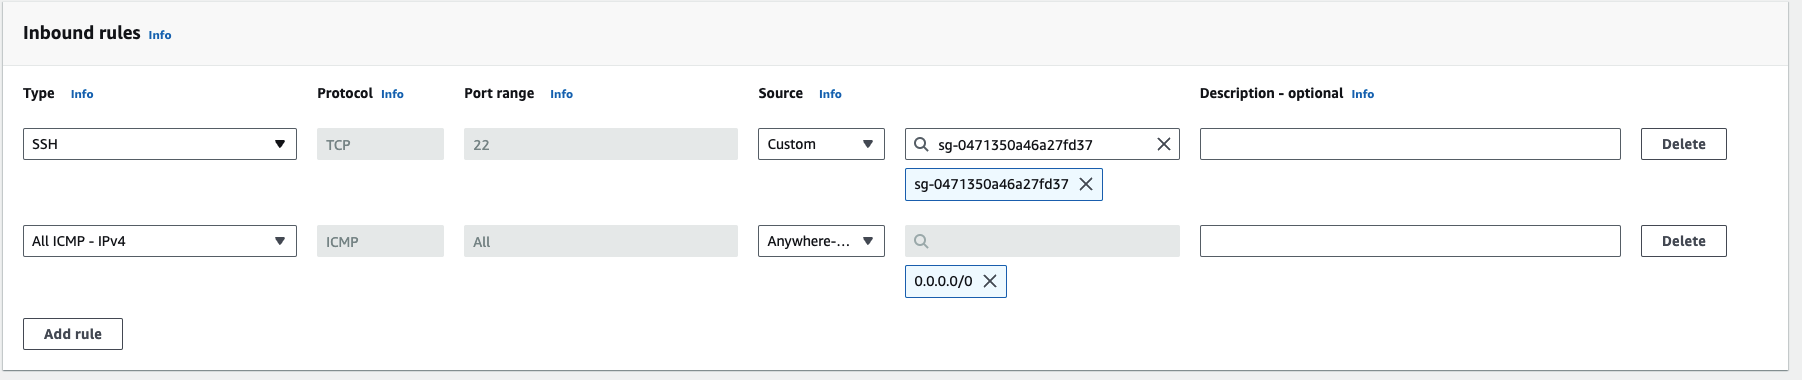 Inbound rules Info
Type Info Protocol Info Port range Info Source Info Description - optional Info
SSH TCP 22 Custom sg-0471350a46a27fd37 Delete
sg-0471350a46a27fd37
All ICMP - IPv4 ICMP All Anywhere-... Delete
0.0.0.0/0
Add rule